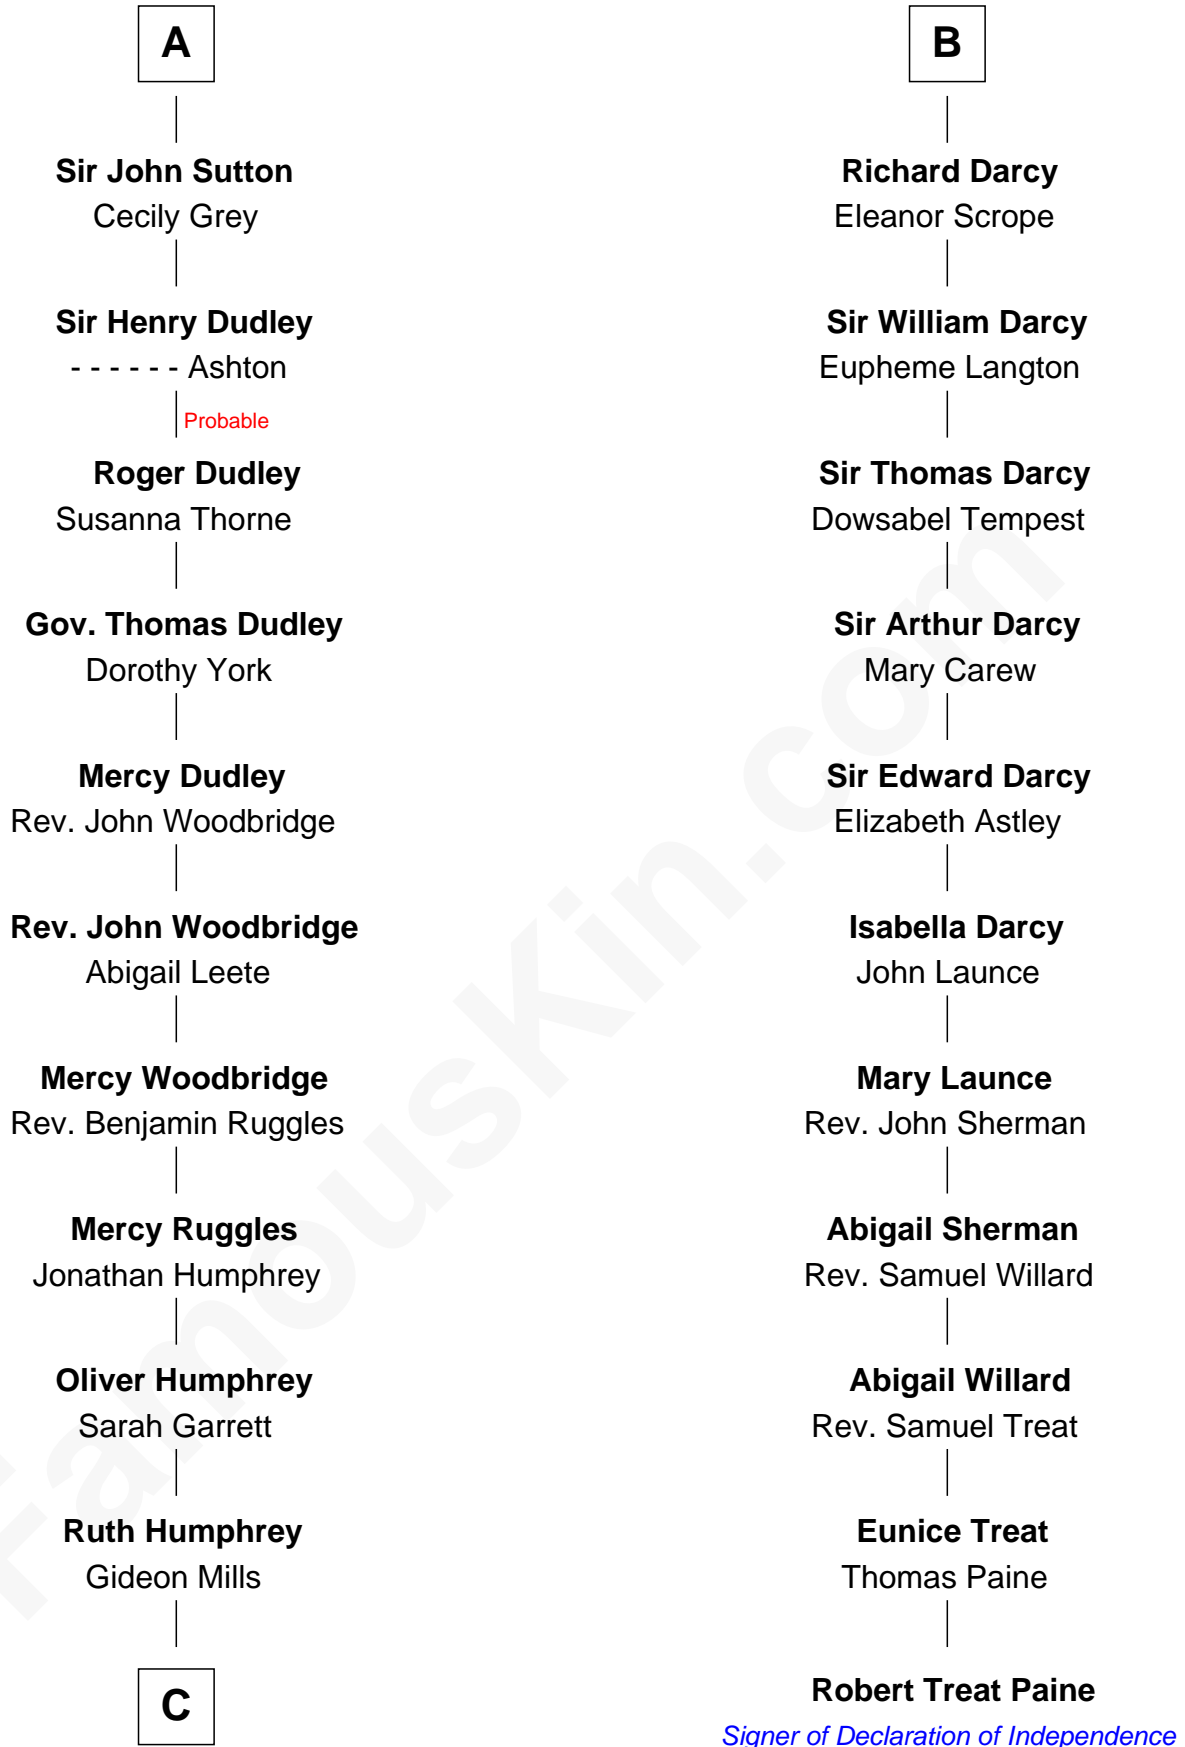 A
Sir John Sutton
Cecily Grey
Sir Henry Dudley
- - - - - - Ashton
Probable
Roger Dudley
Susanna Thorne
Gov. Thomas Dudley
Dorothy York
Mercy Dudley
Rev. John Woodbridge
Rev. John Woodbridge
Abigail Leete
Mercy Woodbridge
Rev. Benjamin Ruggles
Mercy Ruggles
Jonathan Humphrey
Oliver Humphrey
Sarah Garrett
Ruth Humphrey
Gideon Mills
C
B
Richard Darcy
Eleanor Scrope
Sir William Darcy
Eupheme Langton
Sir Thomas Darcy
Dowsabel Tempest
Sir Arthur Darcy
Mary Carew
Sir Edward Darcy
Elizabeth Astley
Isabella Darcy
John Launce
Mary Launce
Rev. John Sherman
Abigail Sherman
Rev. Samuel Willard
Abigail Willard
Rev. Samuel Treat
Eunice Treat
Thomas Paine
Robert Treat Paine
Signer of Declaration of Independence
FamousKin.com